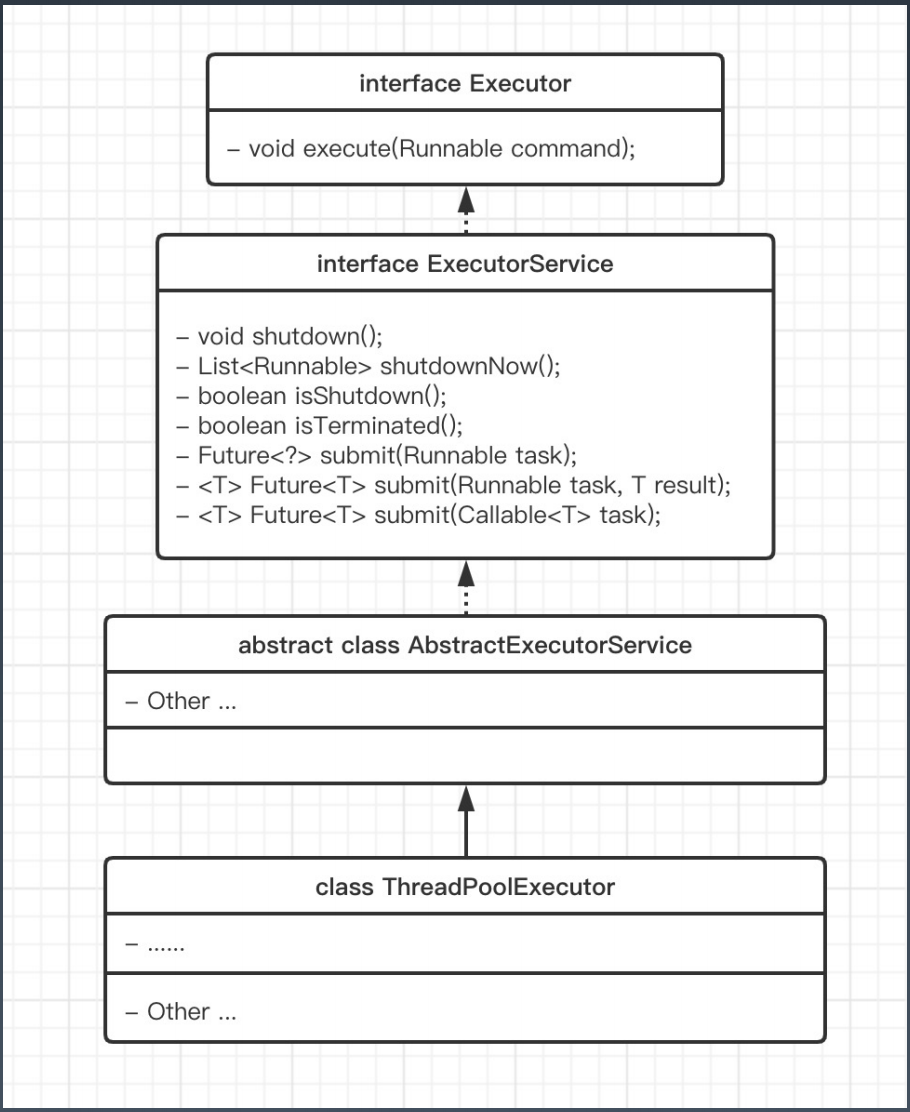 interface Executor
– void execute(Runnable command);
interface ExecutorService
– void shutdown();
– List<Runnable> shutdownNow();
– boolean isShutdown();
– boolean isTerminated();
– Future<?> submit(Runnable task);
– <T> Future<T> submit(Runnable task, T result);
– <T> Future<T> submit(Callable<T> task);
abstract class AbstractExecutorService
– Other ...
class ThreadPoolExecutor
– ......
– Other ...